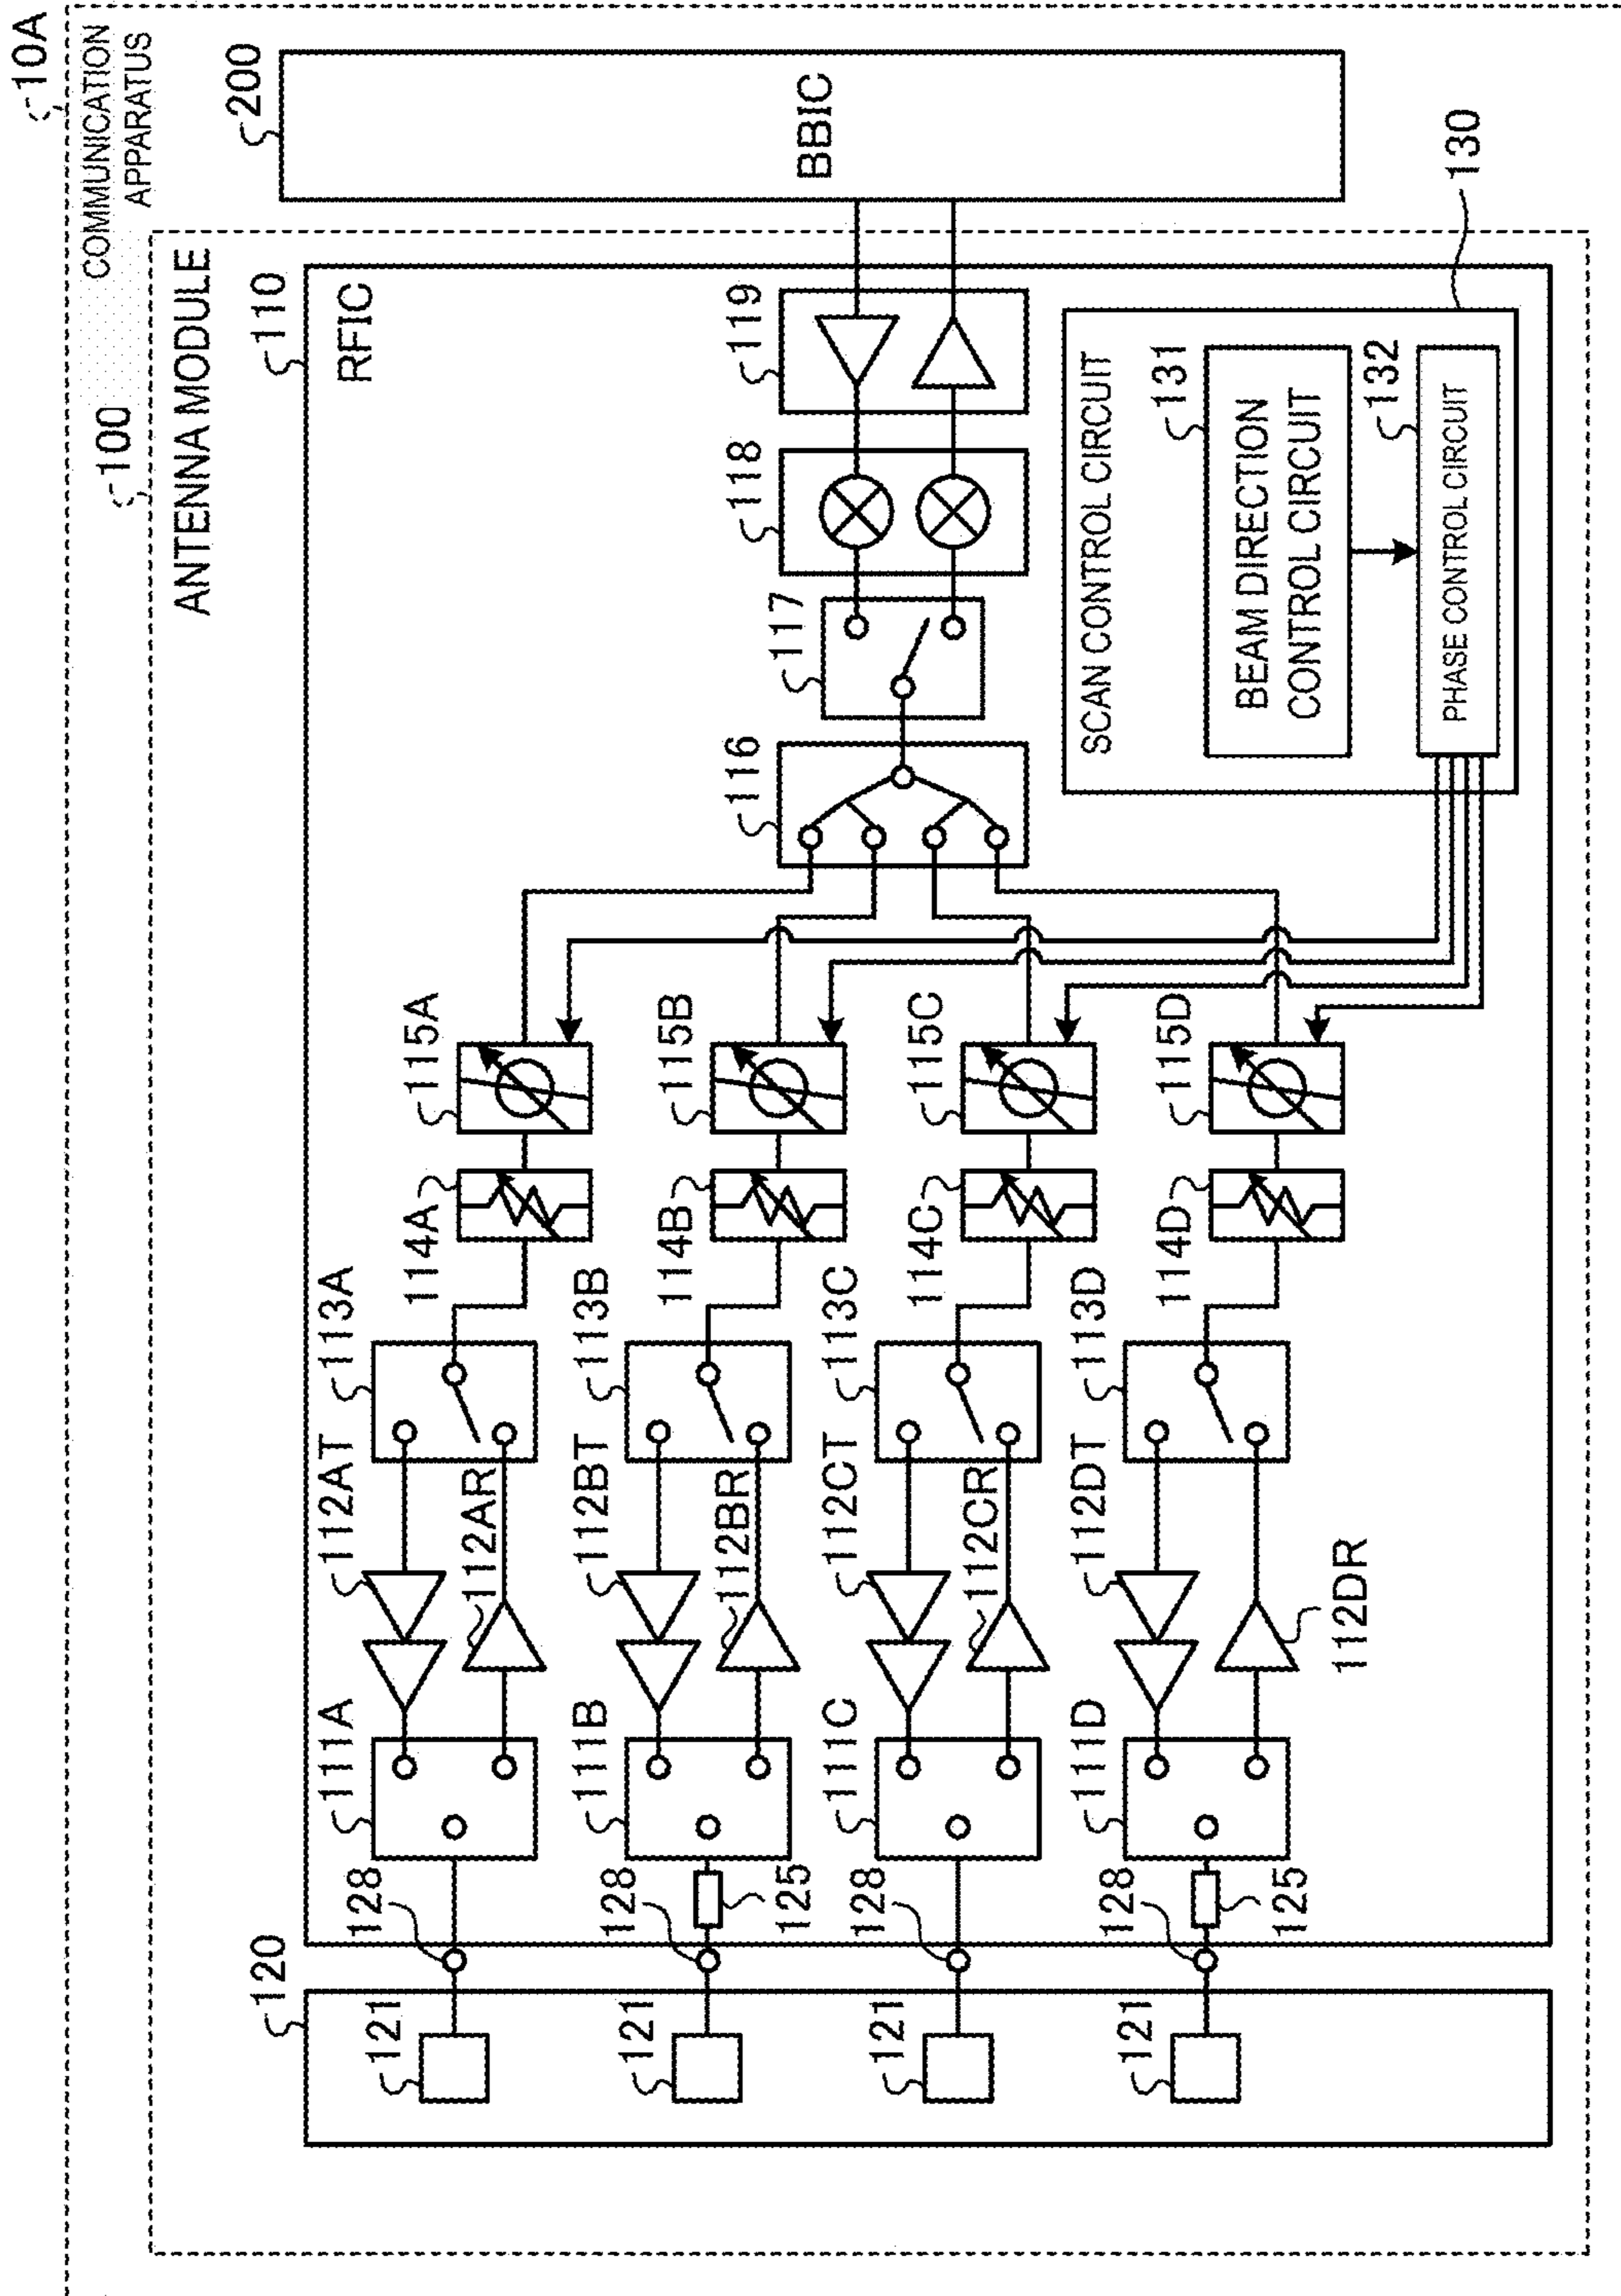 10A
COMMUNICATION
APPARATUS
100
ANTENNA MODULE
110
RFIC
200
BBIC
120
121
121
121
121
128
128
128
128
125
125
111A
111B
111C
111D
112AT
112AR
112BT
112BR
112CT
112CR
112DT
112DR
113A
113B
113C
113D
114A
114B
114C
114D
115A
115B
115C
115D
116
117
118
119
130
SCAN CONTROL CIRCUIT
131
BEAM DIRECTION
CONTROL CIRCUIT
132
PHASE CONTROL CIRCUIT